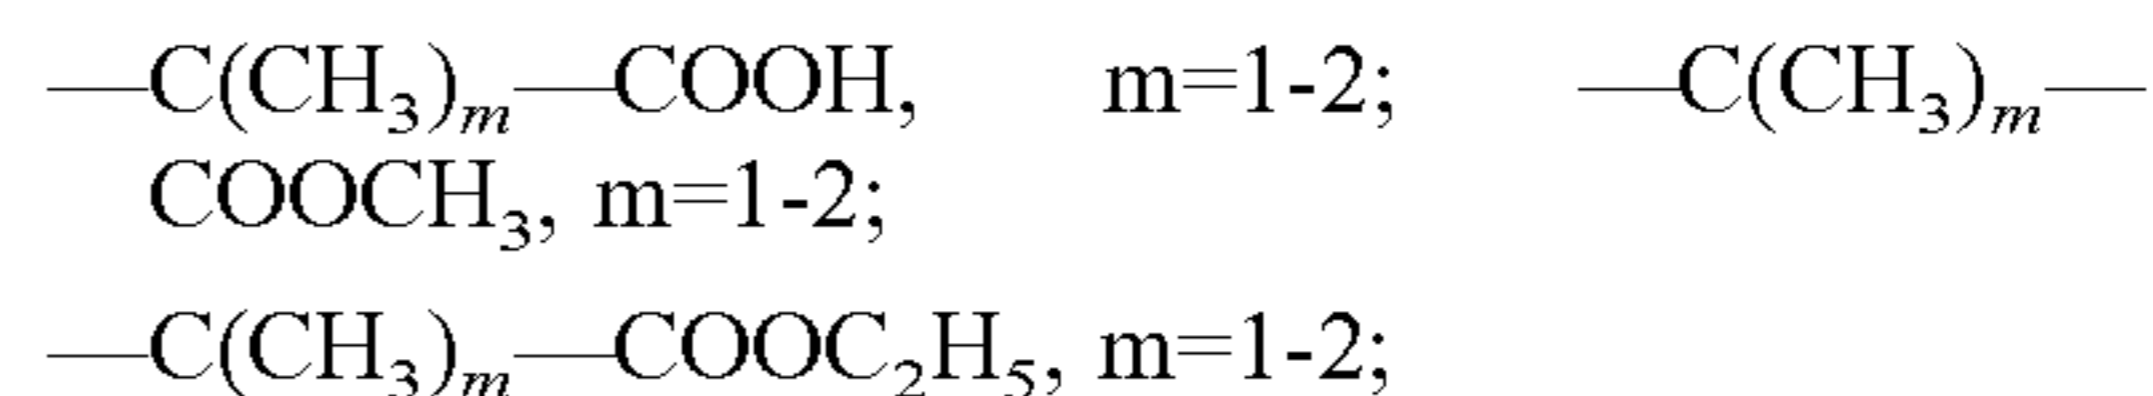 —C(CH₃)ₘ—COOH, m=1-2; —C(CH₃)ₘ—
COOCH₃, m=1-2;
—C(CH₃)ₘ—COOC₂H₅, m=1-2;